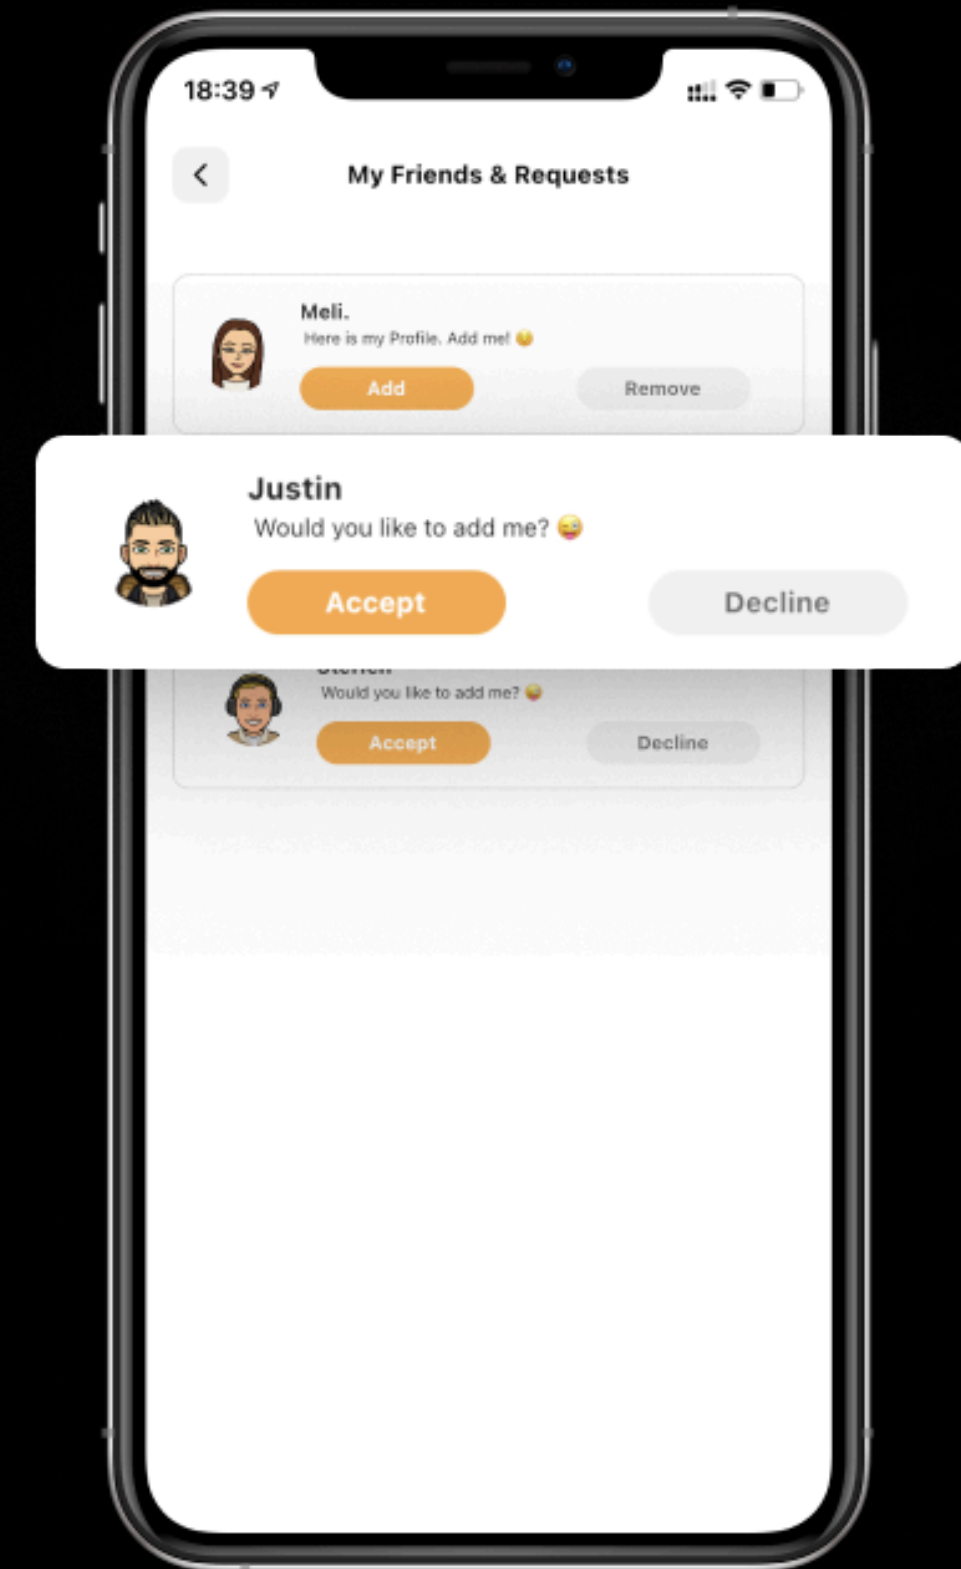 18:39
My Friends & Requests
Meli.
Here is my Profile. Add me! 😉
Add Remove
Justin
Would you like to add me? 😜
Accept Decline
Would you like to add me? 😜
Accept Decline